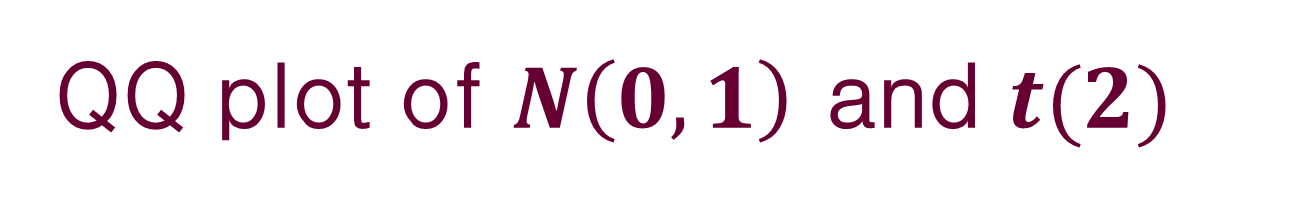 QQ plot of N(0, 1) and t(2)